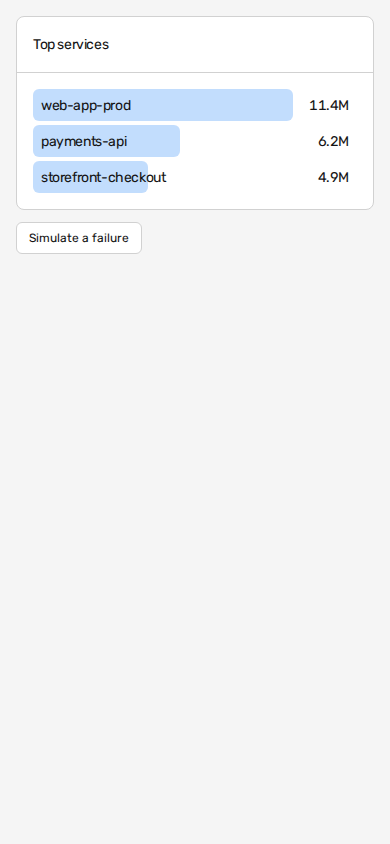 Top services
web-app-prod 11.4M
payments-api 6.2M
storefront-checkout 4.9M
Simulate a failure